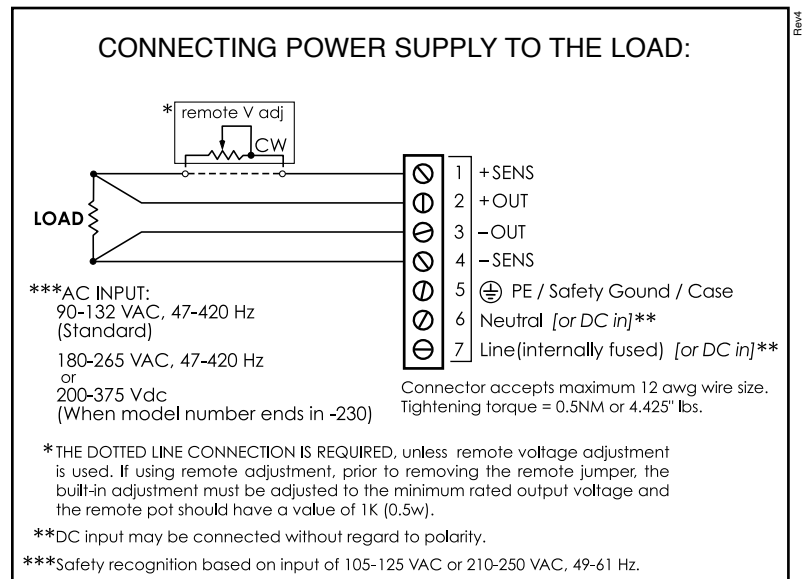 Rev4
CONNECTING POWER SUPPLY TO THE LOAD:
* remote V adj
CW
LOAD
1 +SENS
2 +OUT
3 –OUT
4 –SENS
5 PE / Safety Gound / Case
6 Neutral [or DC in]**
7 Line(internally fused) [or DC in]**
Connector accepts maximum 12 awg wire size.
Tightening torque = 0.5NM or 4.425" lbs.
***AC INPUT:
90-132 VAC, 47-420 Hz
(Standard)
180-265 VAC, 47-420 Hz
or
200-375 Vdc
(When model number ends in -230)
*THE DOTTED LINE CONNECTION IS REQUIRED, unless remote voltage adjustment
is used. If using remote adjustment, prior to removing the remote jumper, the
built-in adjustment must be adjusted to the minimum rated output voltage and
the remote pot should have a value of 1K (0.5w).
**DC input may be connected without regard to polarity.
***Safety recognition based on input of 105-125 VAC or 210-250 VAC, 49-61 Hz.